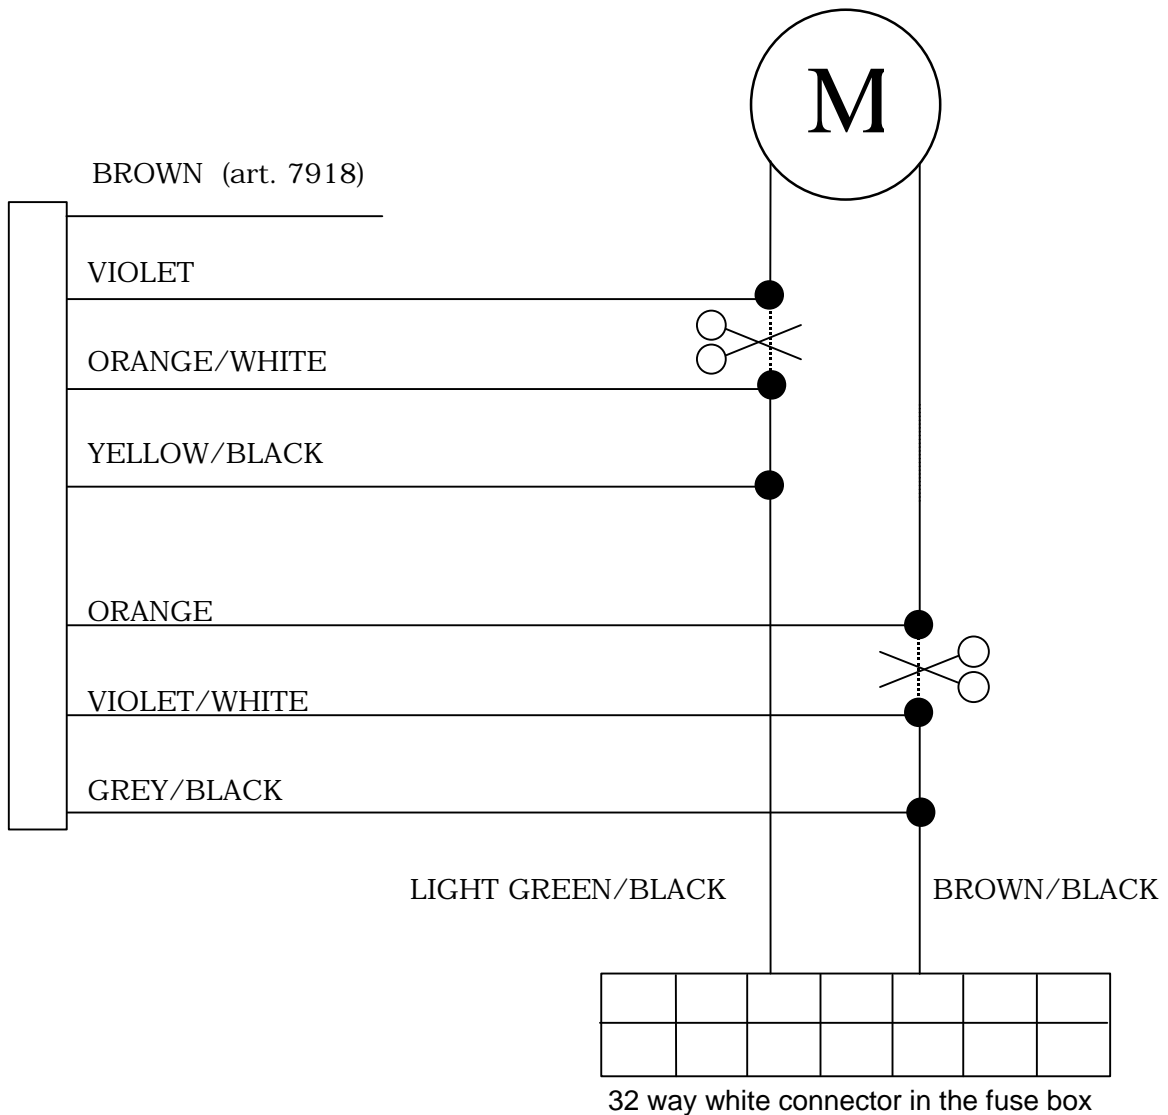 M
BROWN (art. 7918)
VIOLET
ORANGE/WHITE
YELLOW/BLACK
ORANGE
VIOLET/WHITE
GREY/BLACK
LIGHT GREEN/BLACK
BROWN/BLACK
32 way white connector in the fuse box